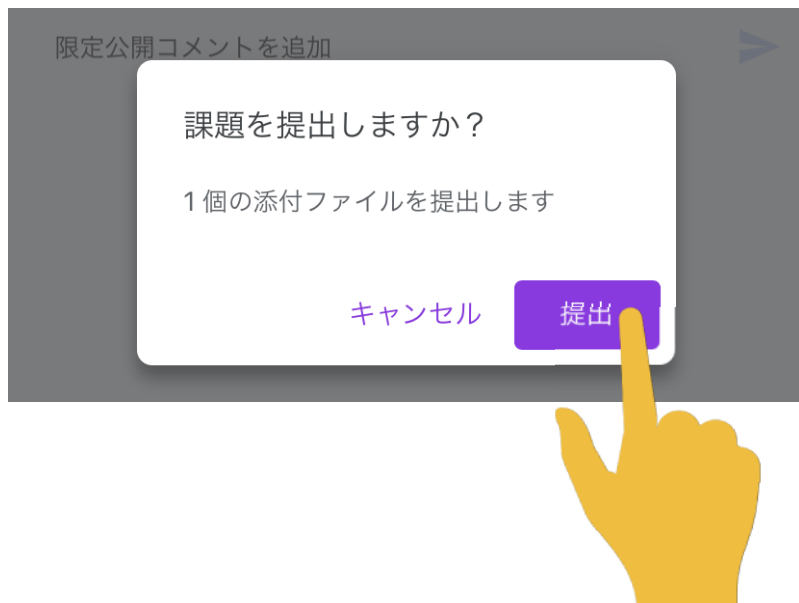 限定公開コメントを追加
課題を提出しますか？
1 個の添付ファイルを提出します
キャンセル
提出